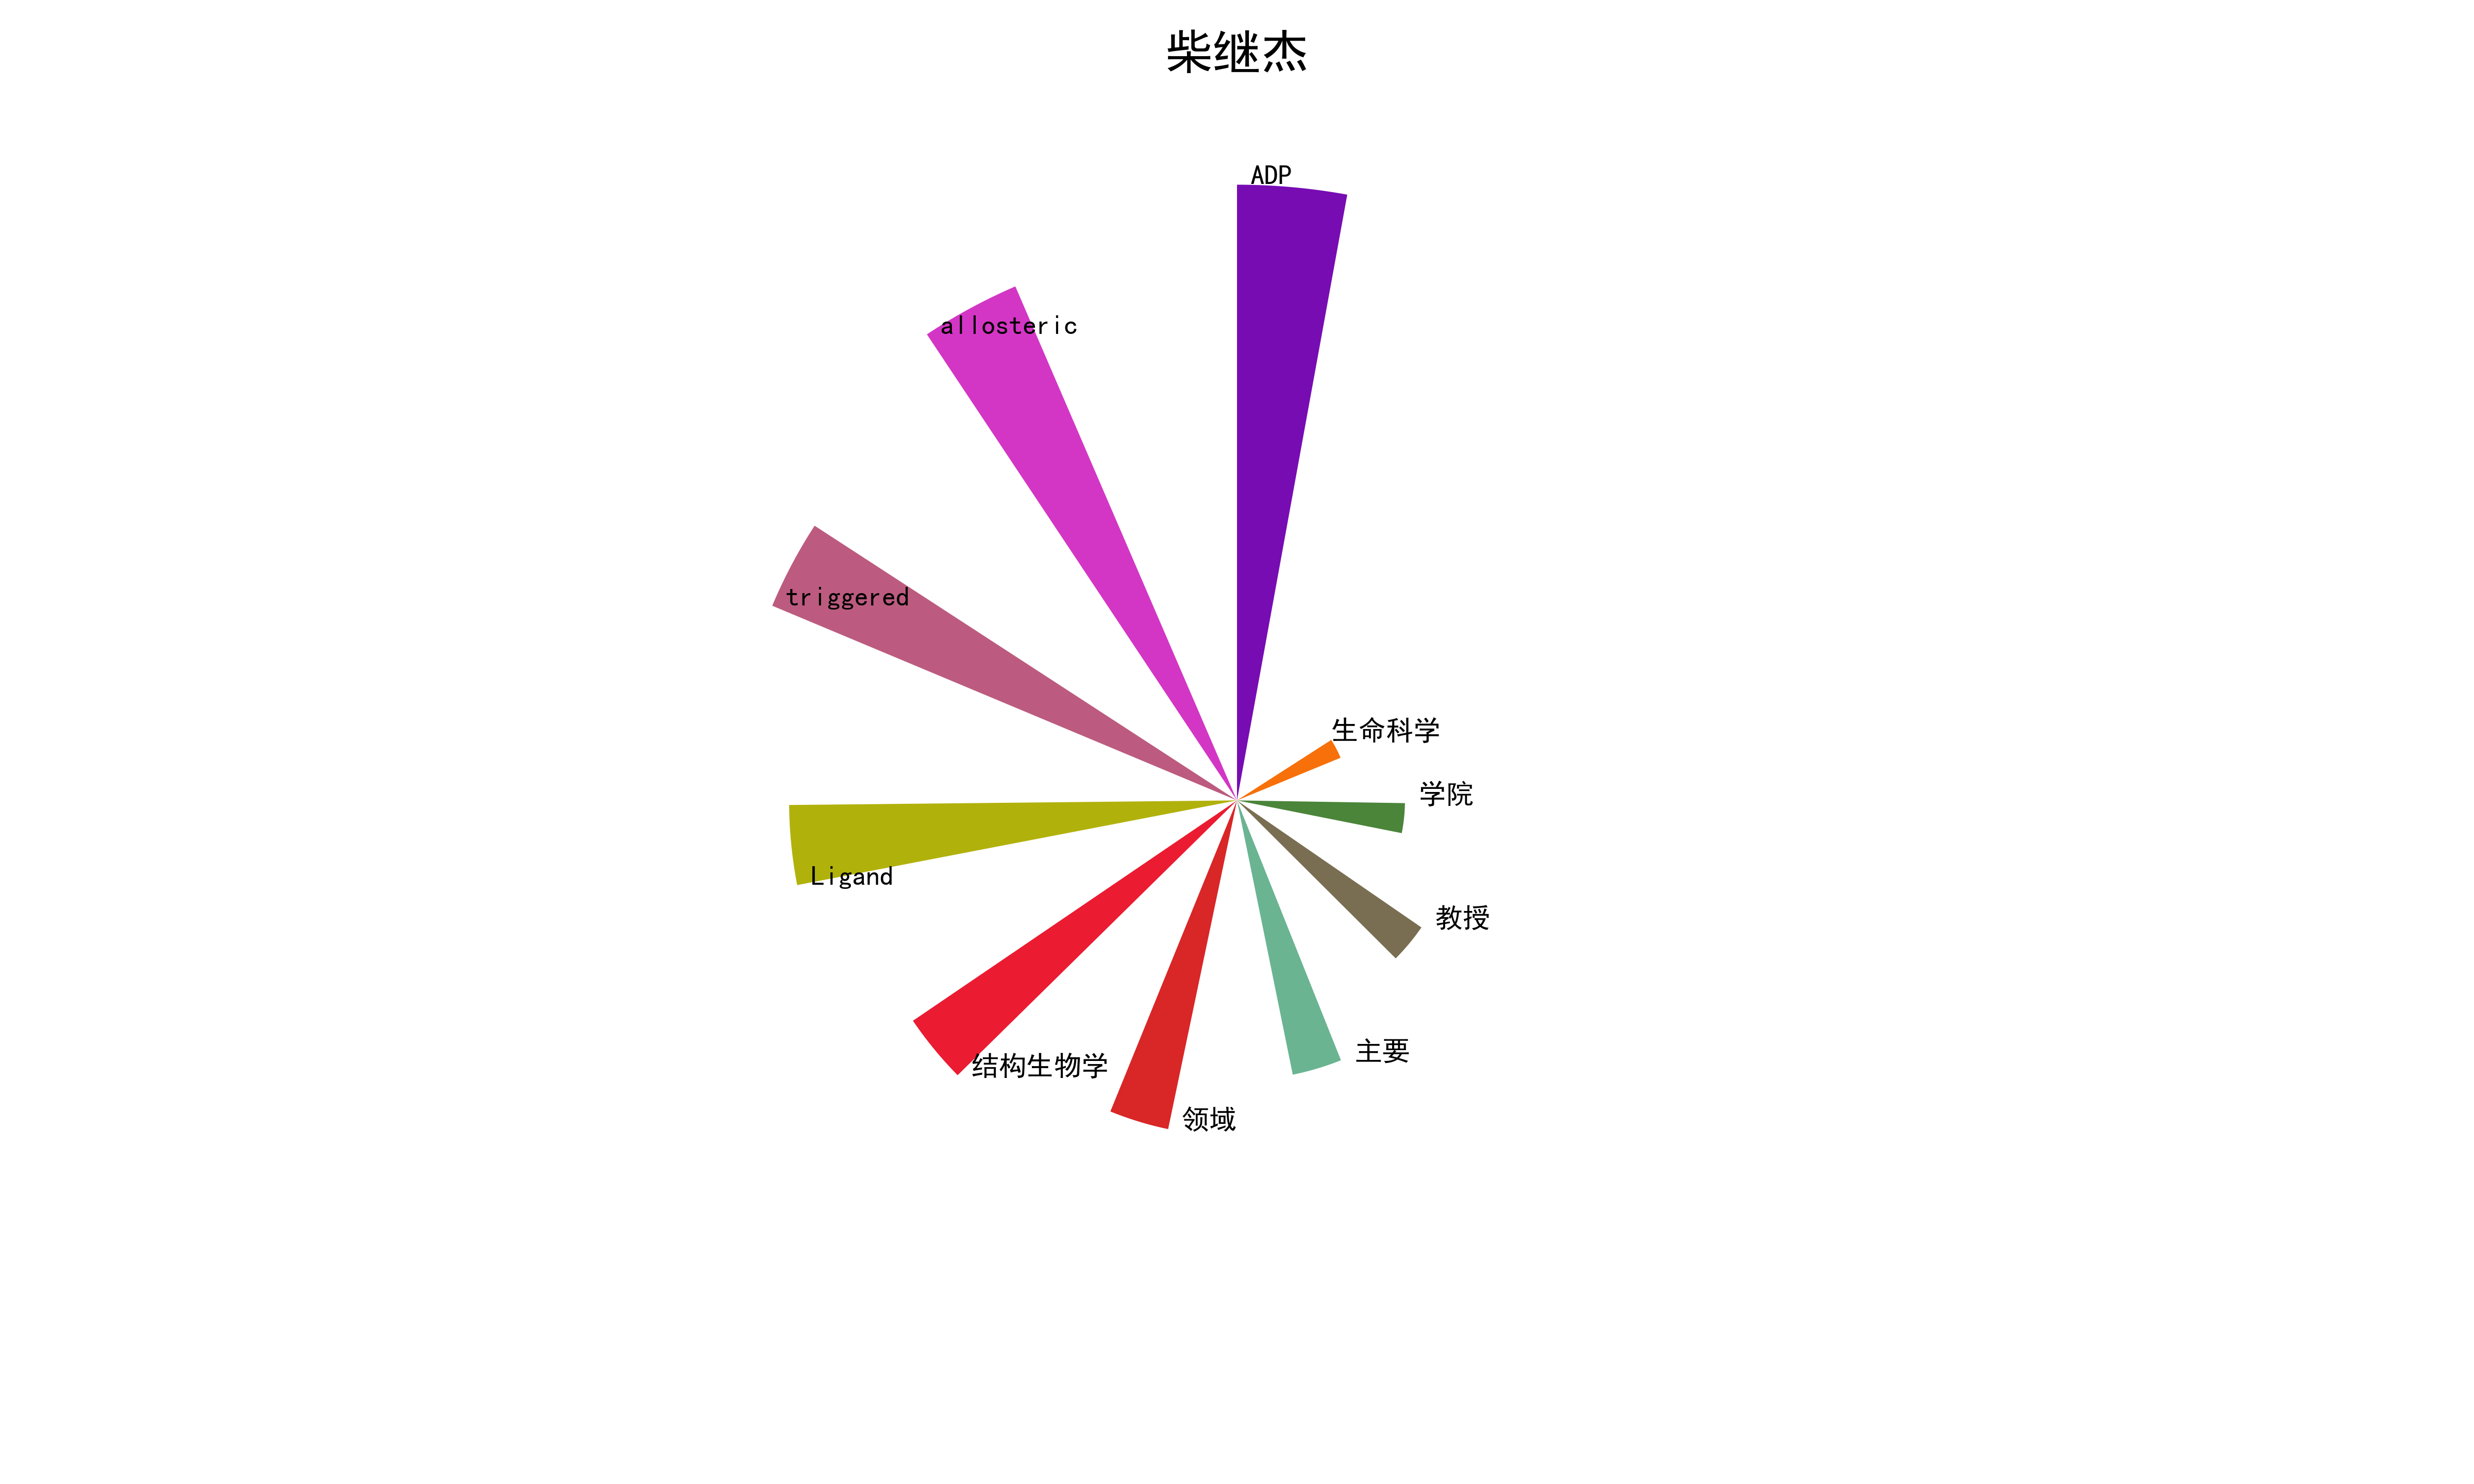 柴继杰
ADP
allosteric
triggered
生命科学
学院
Ligand
教授
主要
结构生物学
领域